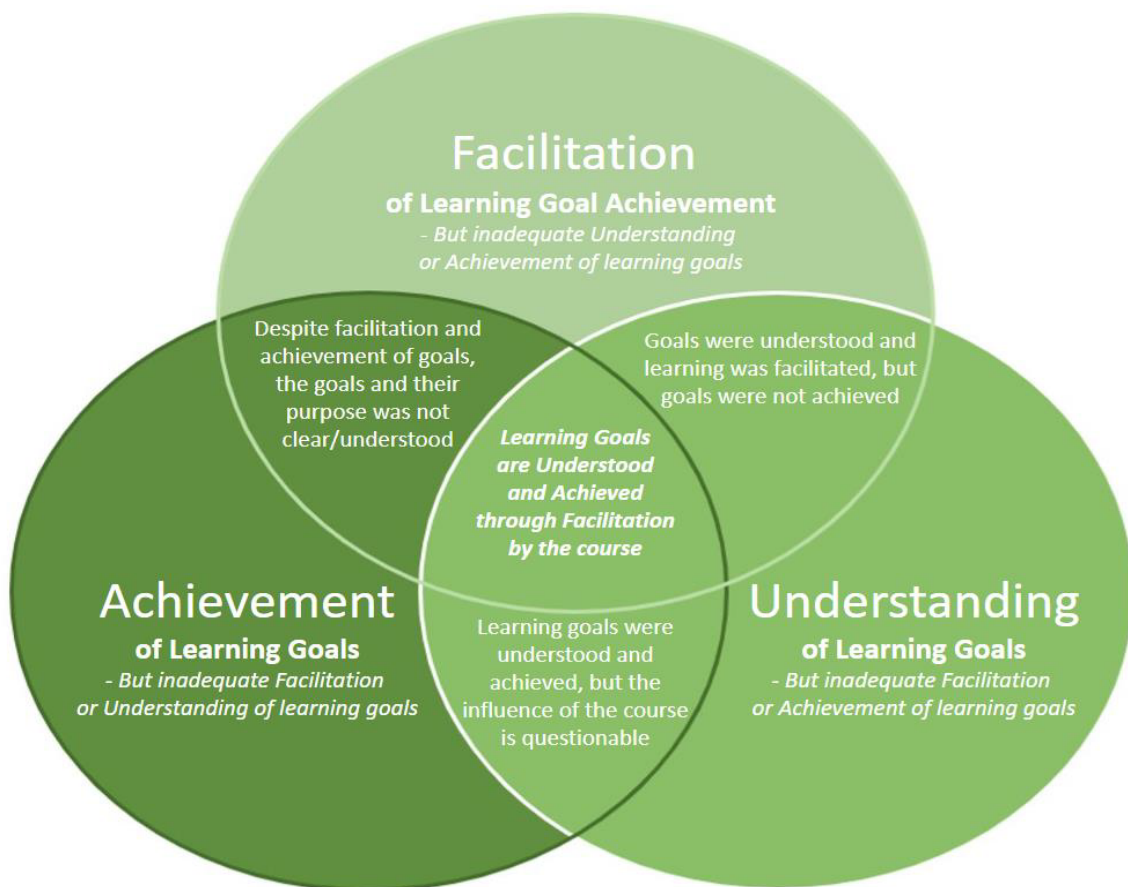 Facilitation
of Learning Goal Achievement
- But inadequate Understanding
or Achievement of learning goals
Despite facilitation and
achievement of goals,
the goals and their
purpose was not
clear/understood
Goals were understood and
learning was facilitated, but
goals were not achieved
Learning Goals
are Understood
and Achieved
through Facilitation
by the course
Achievement
of Learning Goals
- But inadequate Facilitation
or Understanding of learning goals
Learning goals were
understood and
achieved, but the
influence of the course
is questionable
Understanding
of Learning Goals
- But inadequate Facilitation
or Achievement of learning goals